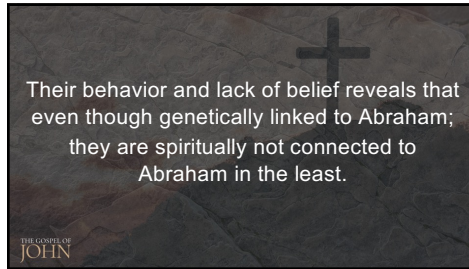 Their behavior and lack of belief reveals that
even though genetically linked to Abraham;
they are spiritually not connected to
Abraham in the least.
THE GOSPEL OF
JOHN